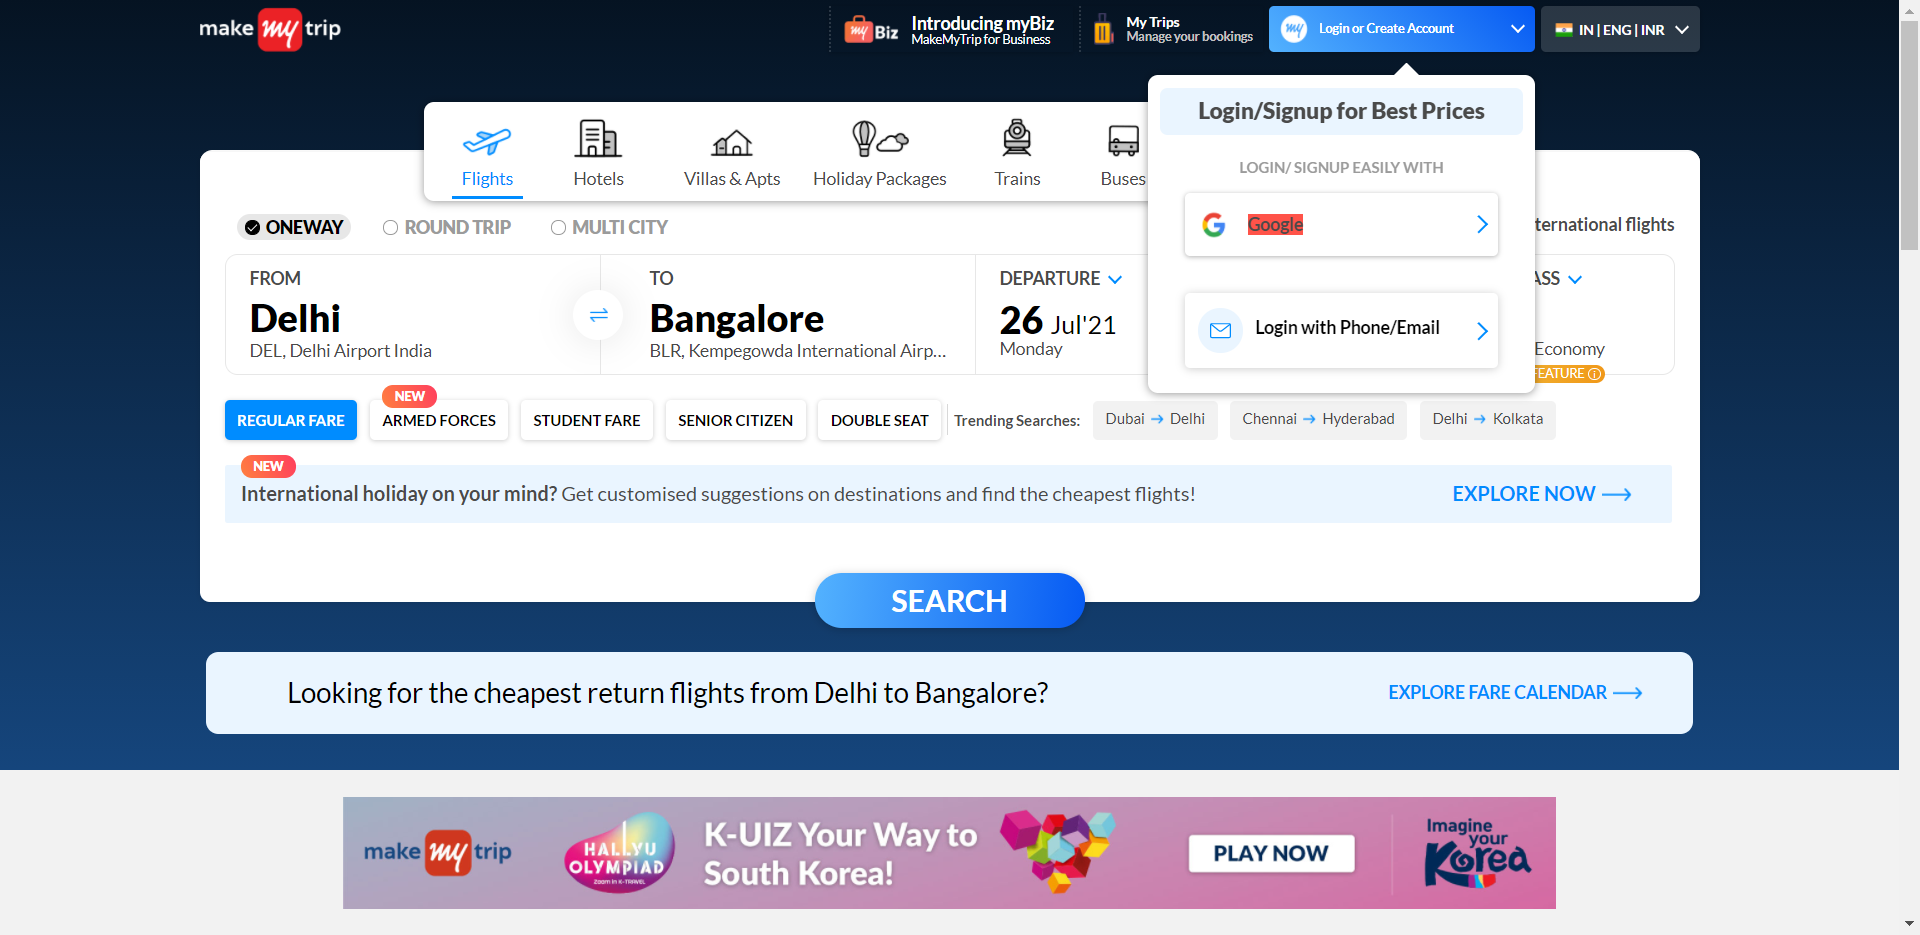 make my trip
my Biz
Introducing myBiz
MakeMyTrip for Business
My Trips
Manage your bookings
my
Login or Create Account
IN | ENG | INR
Login/Signup for Best Prices
LOGIN/ SIGNUP EASILY WITH
Google
Login with Phone/Email
Flights
Hotels
Villas & Apts
Holiday Packages
Trains
Buses
ONEWAY
ROUND TRIP
MULTI CITY
ternational flights
FROM
Delhi
DEL, Delhi Airport India
TO
Bangalore
BLR, Kempegowda International Airp...
DEPARTURE
26 Jul'21
Monday
ASS
Economy
FEATURE
REGULAR FARE
NEW
ARMED FORCES
STUDENT FARE
SENIOR CITIZEN
DOUBLE SEAT
Trending Searches:
Dubai → Delhi
Chennai → Hyderabad
Delhi → Kolkata
NEW
International holiday on your mind? Get customised suggestions on destinations and find the cheapest flights!
EXPLORE NOW
SEARCH
Looking for the cheapest return flights from Delhi to Bangalore?
EXPLORE FARE CALENDAR
make my trip
HALLYU
OLYMPIAD
Zoom in K-TRAVEL
K-UIZ Your Way to
South Korea!
PLAY NOW
Imagine
your
Korea